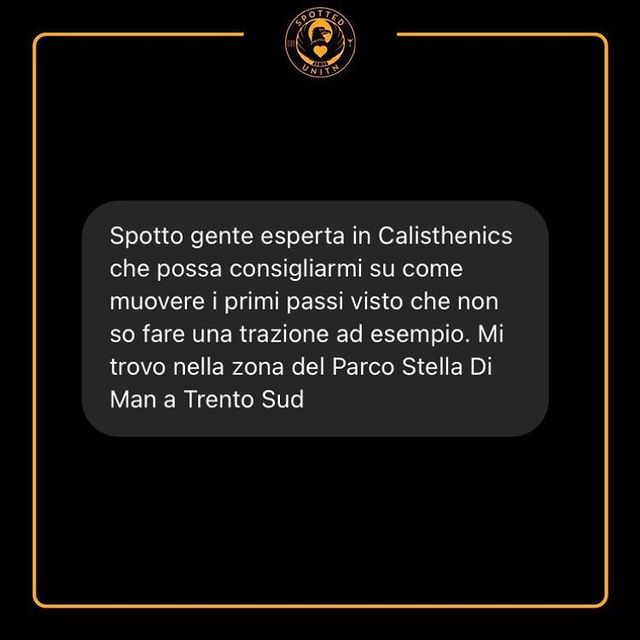 SPOTTED
UNITN
Spotto gente esperta in Calisthenics
che possa consigliarmi su come
muovere i primi passi visto che non
so fare una trazione ad esempio. Mi
trovo nella zona del Parco Stella Di
Man a Trento Sud